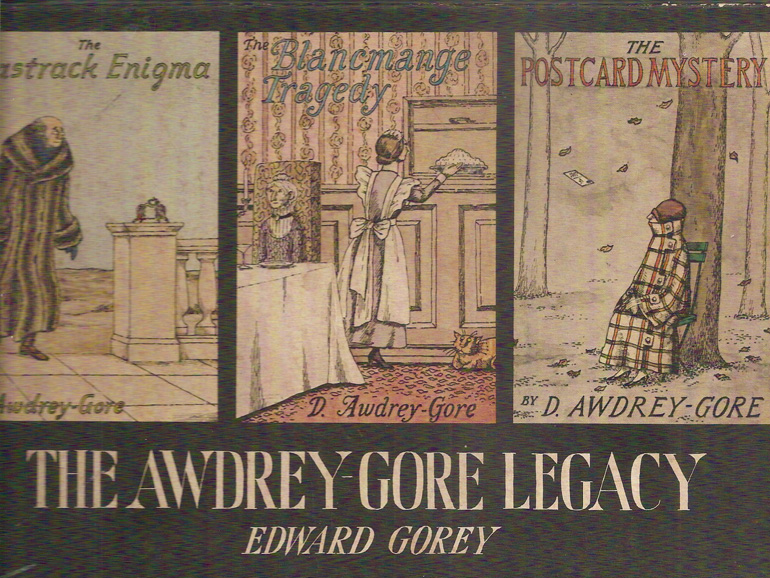 The
astrack Enigma
Awdrey-Gore
The Blancmange
Tragedy
D. Awdrey-Gore
THE
POSTCARD MYSTERY
BY D. AWDREY-GORE
THE AWDREY-GORE LEGACY
EDWARD GOREY